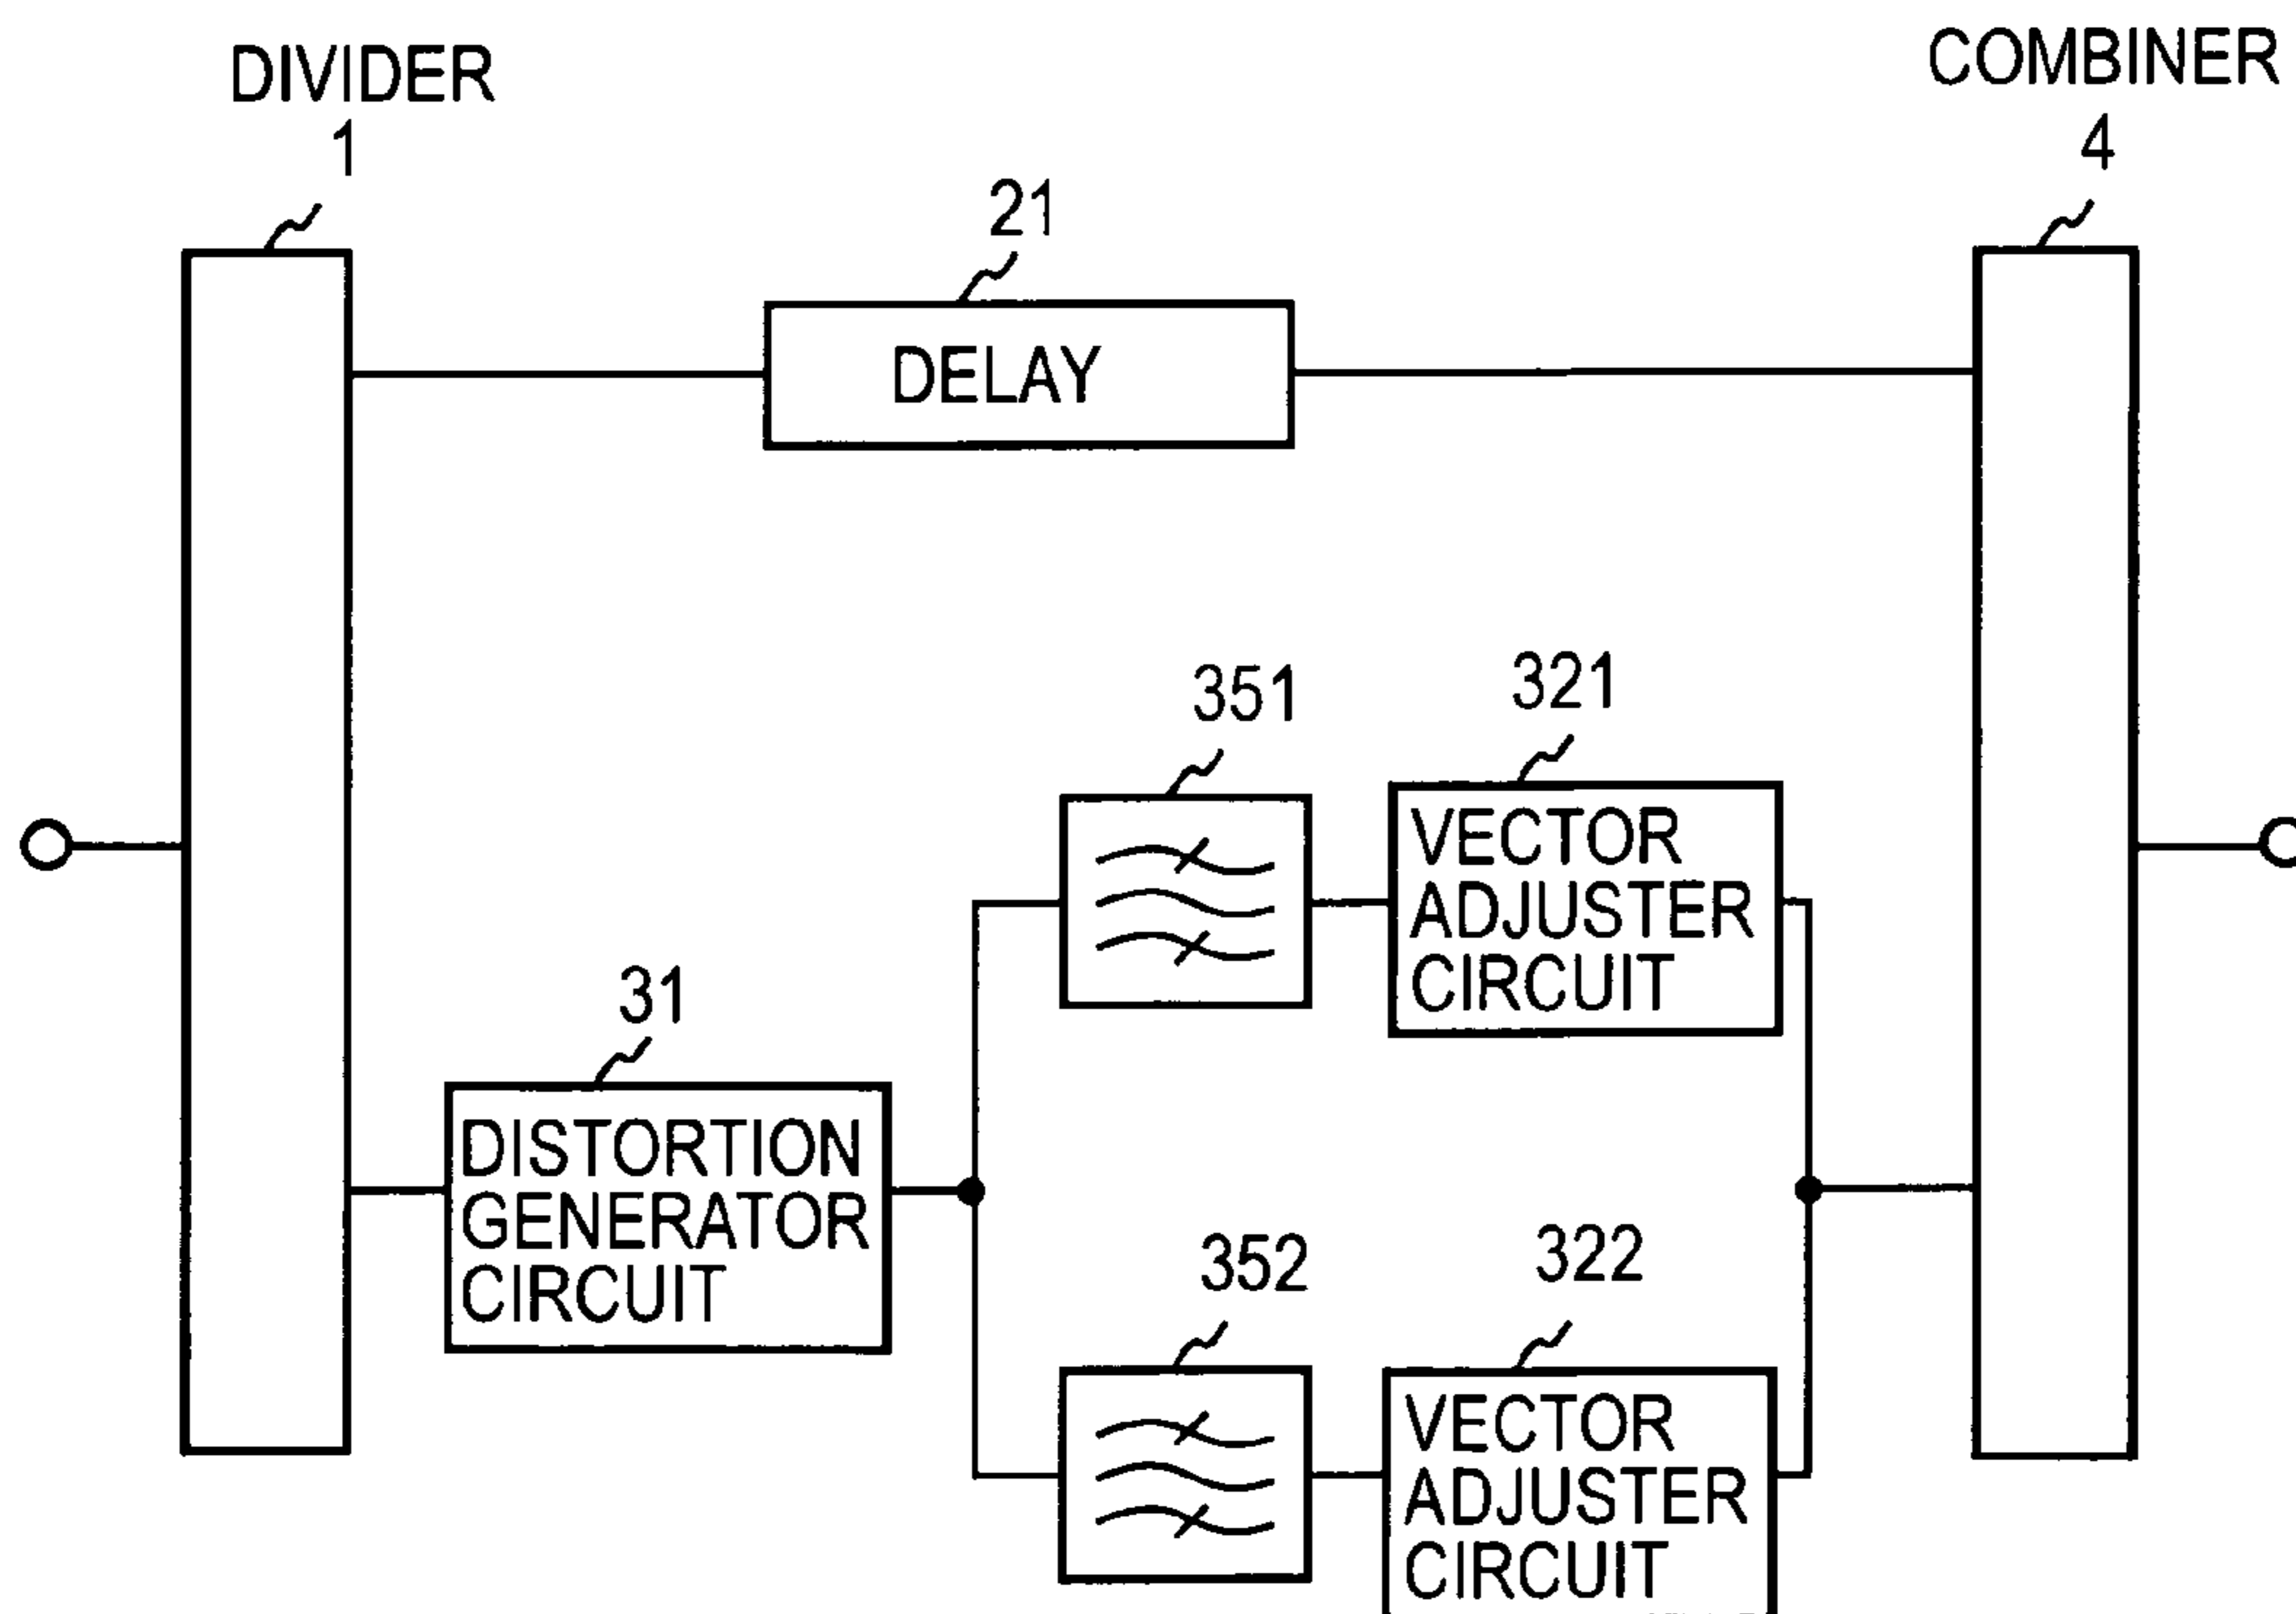 DIVIDER
1
COMBINER
4
21
DELAY
351
321
VECTOR
ADJUSTER
CIRCUIT
31
DISTORTION
GENERATOR
CIRCUIT
352
322
VECTOR
ADJUSTER
CIRCUIT